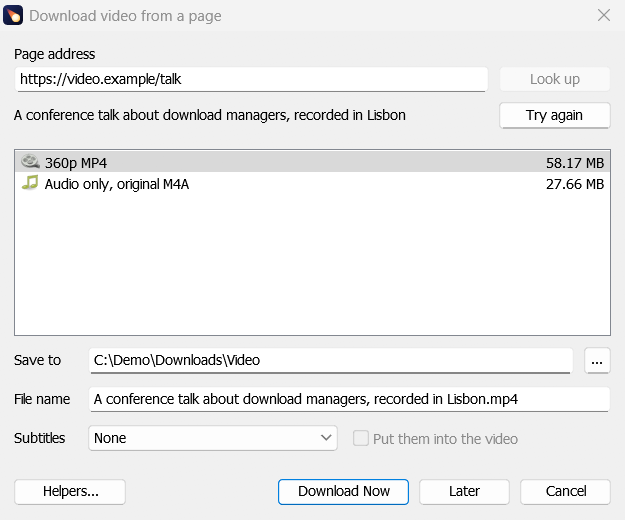 Download video from a page
Page address
https://video.example/talk
Look up
A conference talk about download managers, recorded in Lisbon
Try again
360p MP4 58.17 MB
Audio only, original M4A 27.66 MB
Save to C:\Demo\Downloads\Video ...
File name A conference talk about download managers, recorded in Lisbon.mp4
Subtitles None Put them into the video
Helpers... Download Now Later Cancel